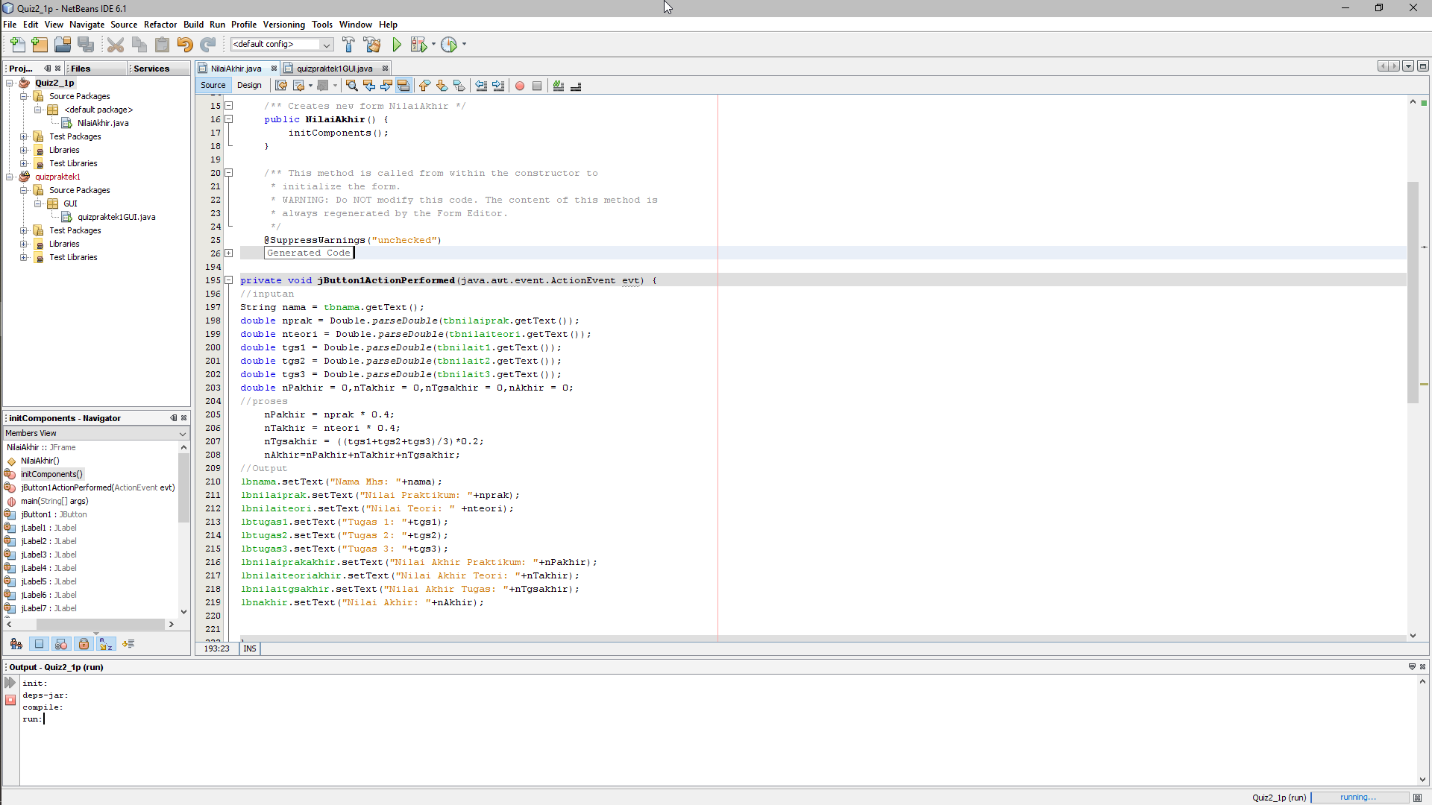 Quiz2_1p - NetBeans IDE 6.1
File Edit View Navigate Source Refactor Build Run Profile Versioning Tools Window Help
<default config>
Proj... Files Services
Quiz2_1p
Source Packages
<default package>
NilaiAkhir.java
Test Packages
Libraries
Test Libraries
quizpraktek1
Source Packages
GUI
quizpraktek1GUI.java
Test Packages
Libraries
Test Libraries
initComponents - Navigator
Members View
NilaiAkhir :: JFrame
NilaiAkhir()
initComponents()
jButton1ActionPerformed(ActionEvent evt)
main(String[] args)
jButton1 : JButton
jLabel1 : JLabel
jLabel2 : JLabel
jLabel3 : JLabel
jLabel4 : JLabel
jLabel5 : JLabel
jLabel6 : JLabel
jLabel7 : JLabel
NilaiAkhir.java quizpraktek1GUI.java
Source Design
15 /** Creates new form NilaiAkhir */
16 public NilaiAkhir() {
17 initComponents();
18 }
19
20 /** This method is called from within the constructor to
21 * initialize the form.
22 * WARNING: Do NOT modify this code. The content of this method is
23 * always regenerated by the Form Editor.
24 */
25 @SuppressWarnings("unchecked")
26 Generated Code
194
195 private void jButton1ActionPerformed(java.awt.event.ActionEvent evt) {
196 //inputan
197 String nama = tbnama.getText();
198 double nprak = Double.parseDouble(tbnilaiprak.getText());
199 double nteori = Double.parseDouble(tbnilaiteori.getText());
200 double tgs1 = Double.parseDouble(tbnilait1.getText());
201 double tgs2 = Double.parseDouble(tbnilait2.getText());
202 double tgs3 = Double.parseDouble(tbnilait3.getText());
203 double nPakhir = 0,nTakhir = 0,nTgsakhir = 0,nAkhir = 0;
204 //proses
205 nPakhir = nprak * 0.4;
206 nTakhir = nteori * 0.4;
207 nTgsakhir = ((tgs1+tgs2+tgs3)/3)*0.2;
208 nAkhir=nPakhir+nTakhir+nTgsakhir;
209 //Output
210 lbnama.setText("Nama Mhs: "+nama);
211 lbnilaiprak.setText("Nilai Praktikum: "+nprak);
212 lbnilaiteori.setText("Nilai Teori: " +nteori);
213 lbtugas1.setText("Tugas 1: "+tgs1);
214 lbtugas2.setText("Tugas 2: "+tgs2);
215 lbtugas3.setText("Tugas 3: "+tgs3);
216 lbnilaiprakakhir.setText("Nilai Akhir Praktikum: "+nPakhir);
217 lbnilaiteoriakhir.setText("Nilai Akhir Teori: "+nTakhir);
218 lbnilaitgsakhir.setText("Nilai Akhir Tugas: "+nTgsakhir);
219 lbnakhir.setText("Nilai Akhir: "+nAkhir);
220
221
193:23 INS
Output - Quiz2_1p (run)
init:
deps-jar:
compile:
run:
Quiz2_1p (run) running...